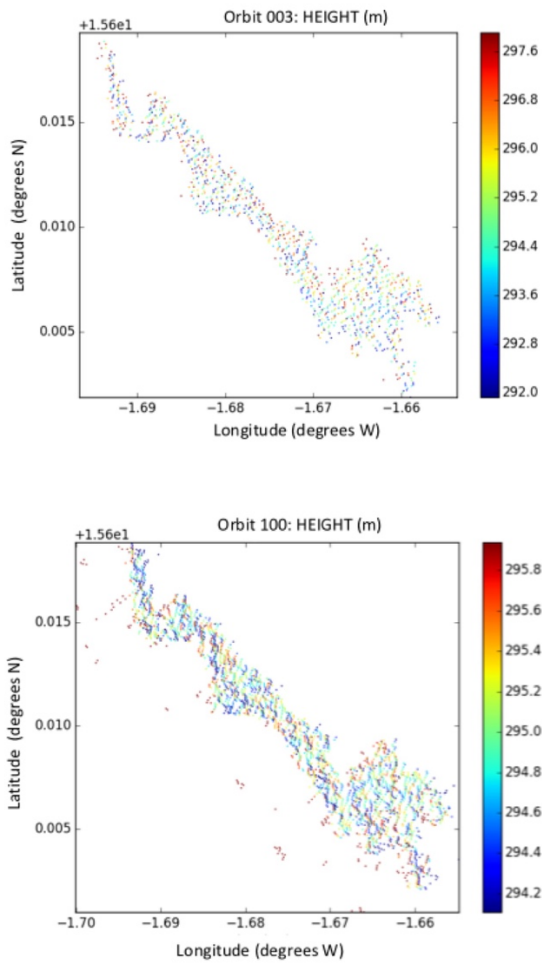 Orbit 003: HEIGHT (m)
+1.56e1
297.6
296.8
296.0
295.2
294.4
293.6
292.8
292.0
0.015
0.010
0.005
Latitude (degrees N)
−1.69 −1.68 −1.67 −1.66
Longitude (degrees W)
Orbit 100: HEIGHT (m)
+1.56e1
295.8
295.6
295.4
295.2
295.0
294.8
294.6
294.4
294.2
0.015
0.010
0.005
Latitude (degrees N)
−1.70 −1.69 −1.68 −1.67 −1.66
Longitude (degrees W)